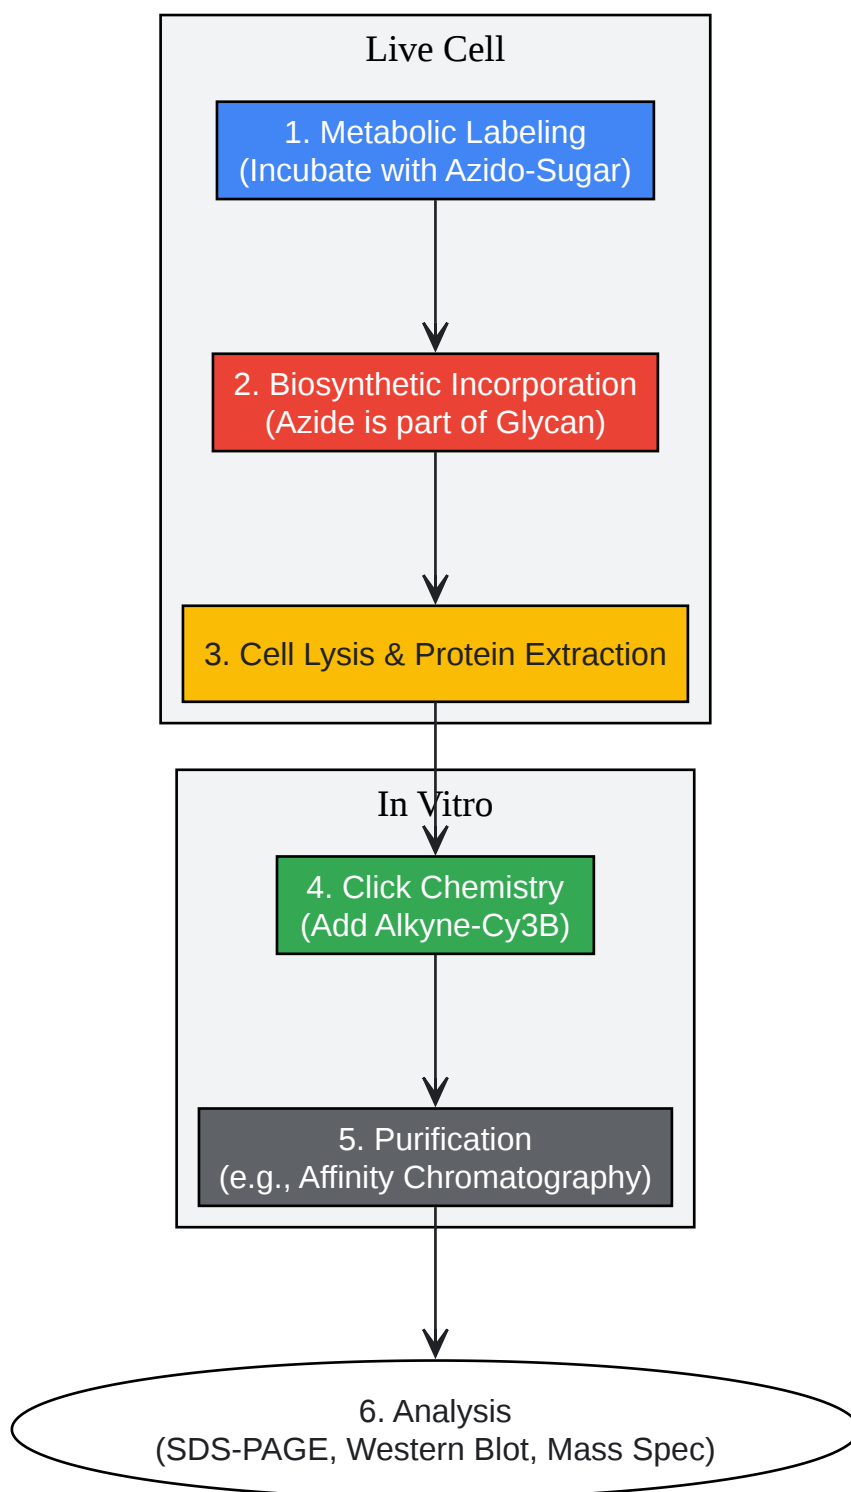 Live Cell
1. Metabolic Labeling
(Incubate with Azido-Sugar)
2. Biosynthetic Incorporation
(Azide is part of Glycan)
3. Cell Lysis & Protein Extraction
In Vitro
4. Click Chemistry
(Add Alkyne-Cy3B)
5. Purification
(e.g., Affinity Chromatography)
6. Analysis
(SDS-PAGE, Western Blot, Mass Spec)